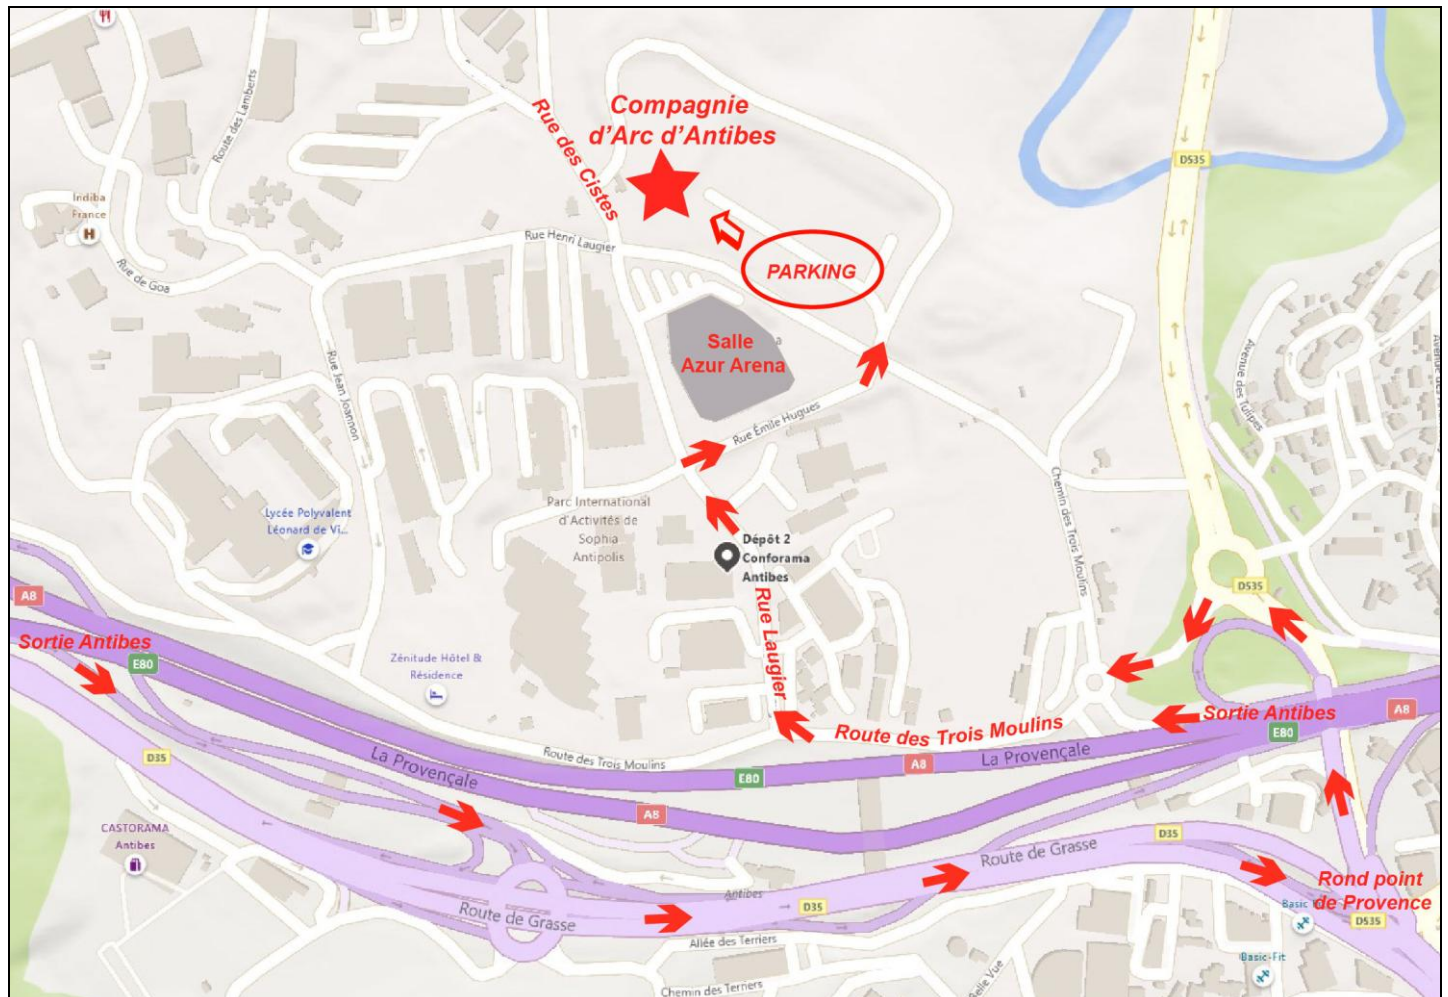 Compagnie
d'Arc d'Antibes
Rue des Cistes
Route des Lamberts
D535
Indiba
France
H
Rue de Goa
Rue Henri Laugier
PARKING
Salle
Azur Arena
a
Rue Jean Joannon
Rue Émile Hugues
Avenue des Tulipes
Chemin des Trois Moulins
Lycée Polyvalent
Léonard de Vi...
Parc International
d'Activités de
Sophia
Antipolis
Dépôt 2
Conforama
Antibes
D535
A8
Sortie Antibes
E80
Zénitude Hôtel &
Résidence
Rue Laugier
Route des Trois Moulins
Sortie Antibes
A8
E80
Route des Trois Moulins
La Provençale
La Provençale
D35
E80
A8
A8
CASTORAMA
Antibes
D35
Route de Grasse
Rond point
de Provence
Basic
D535
Antibes
D35
Route de Grasse
Allée des Terriers
Basic-Fit
Chemin des Terriers
elle Vue